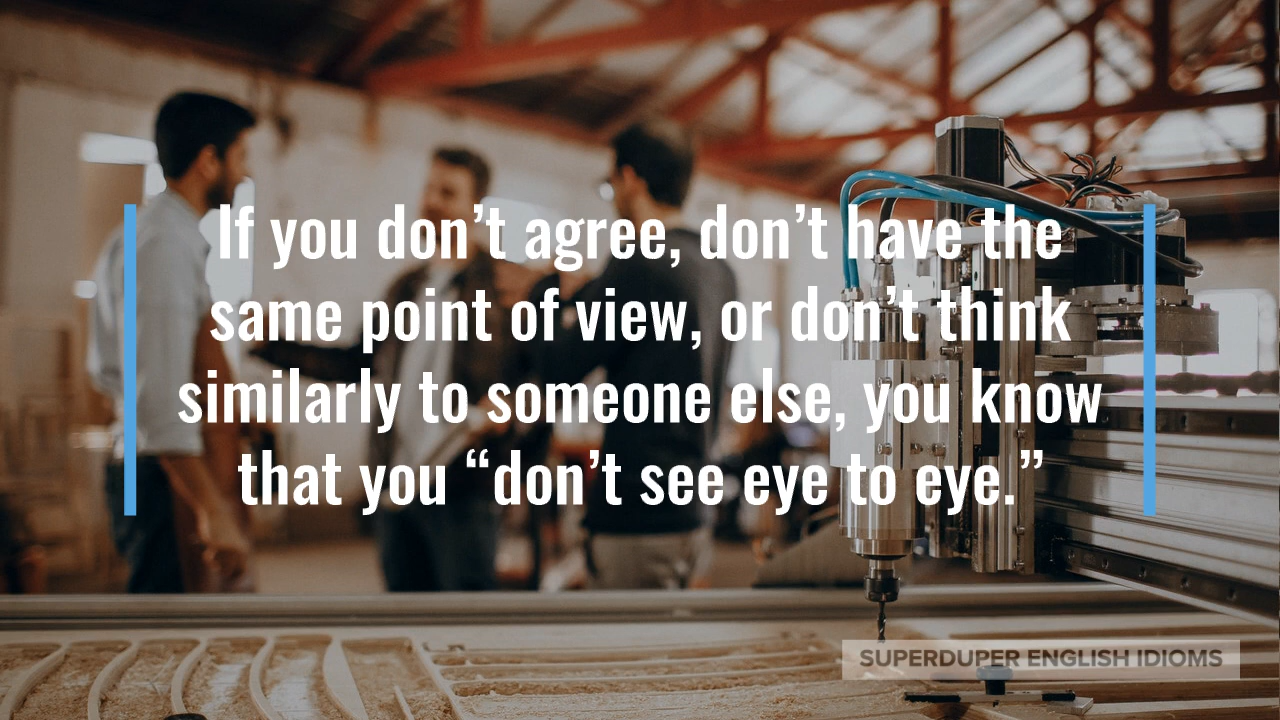 If you don’t agree, don’t have the
same point of view, or don’t think
similarly to someone else, you know
that you “don’t see eye to eye.”
SUPERDUPER ENGLISH IDIOMS